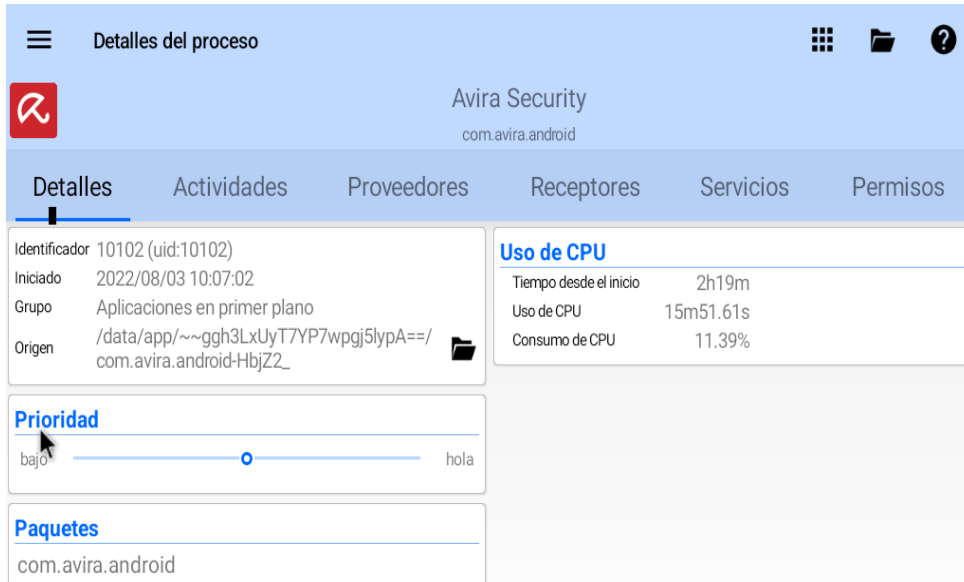 Detalles del proceso
Avira Security
com.avira.android
Detalles Actividades Proveedores Receptores Servicios Permisos
Identificador 10102 (uid:10102)
Iniciado 2022/08/03 10:07:02
Grupo Aplicaciones en primer plano
Origen /data/app/~~ggh3LxUyT7YP7wpgj5lypA==/
com.avira.android-HbjZ2_
Uso de CPU
Tiempo desde el inicio 2h19m
Uso de CPU 15m51.61s
Consumo de CPU 11.39%
Prioridad
bajo hola
Paquetes
com.avira.android